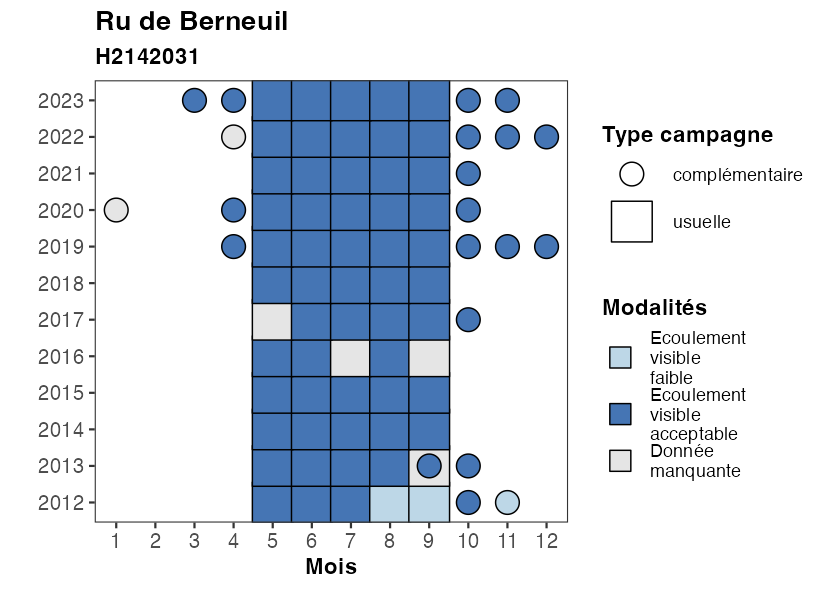 Ru de Berneuil
H2142031
2023
2022
2021
2020
2019
2018
2017
2016
2015
2014
2013
2012
1 2 3 4 5 6 7 8 9 10 11 12
Mois
Type campagne
complémentaire
usuelle
Modalités
Ecoulement
visible
faible
Ecoulement
visible
acceptable
Donnée
manquante